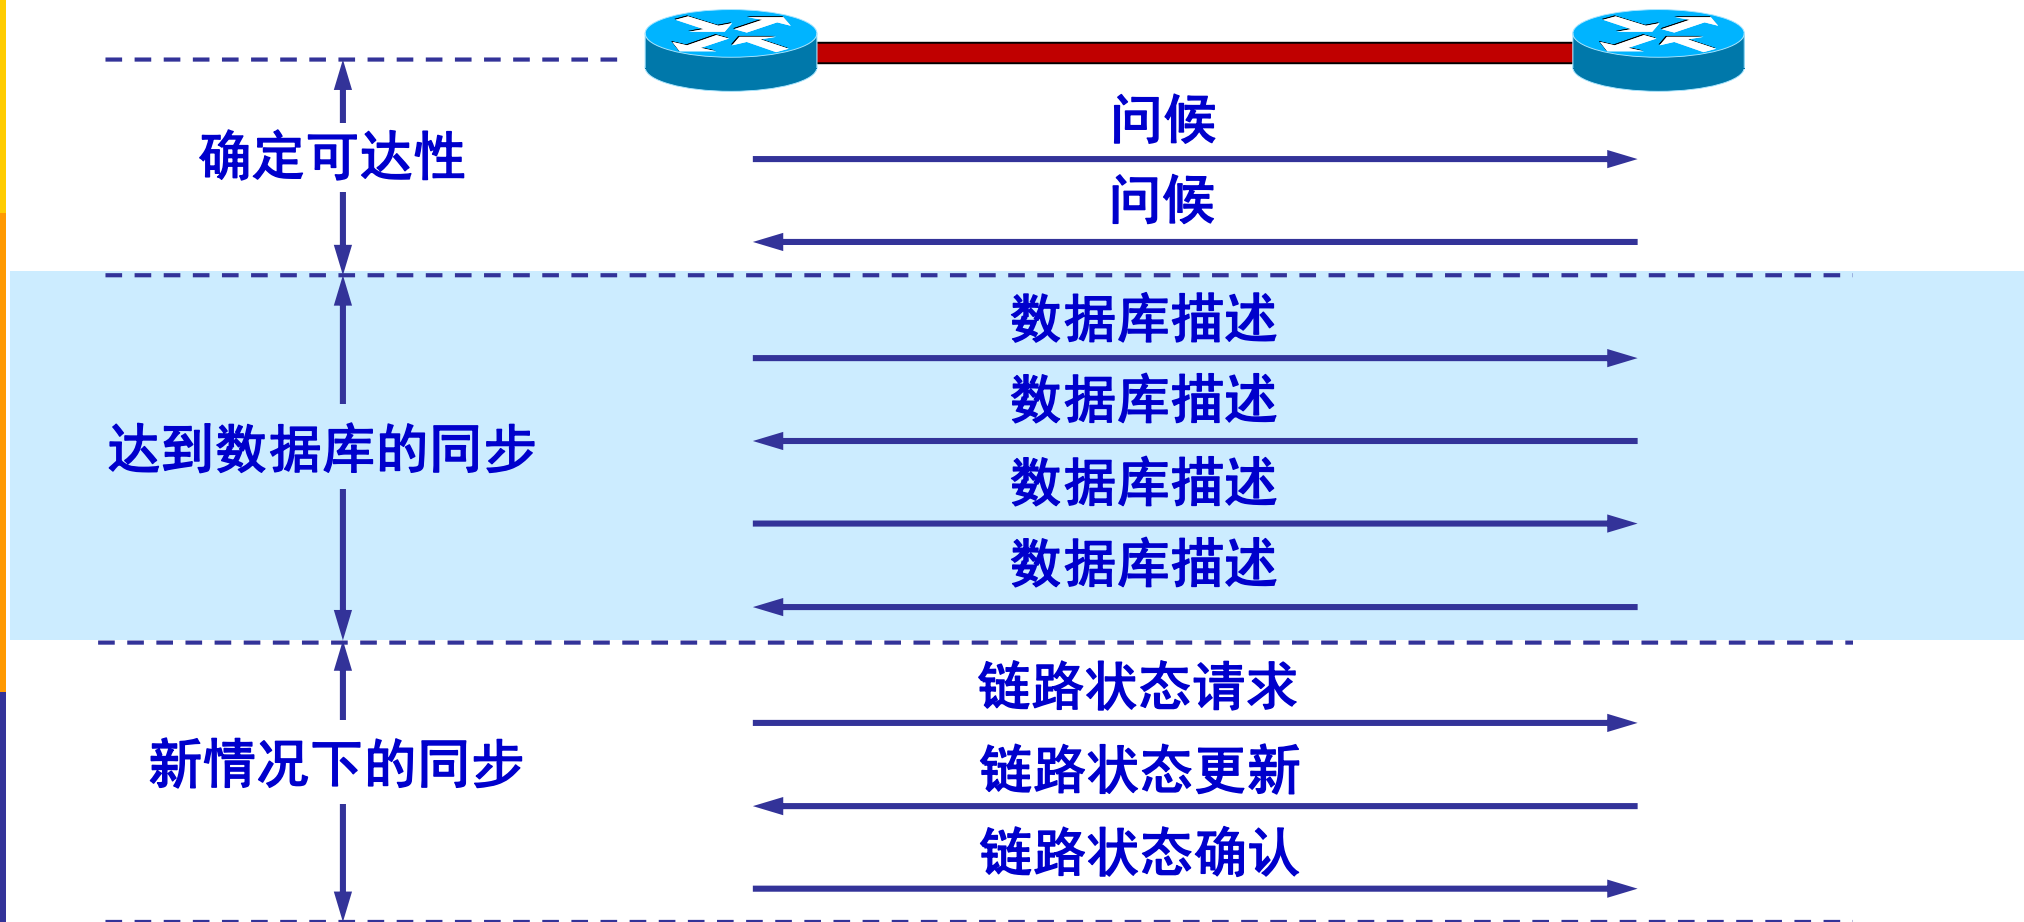 问候
确定可达性
问候
数据库描述
数据库描述
达到数据库的同步
数据库描述
数据库描述
链路状态请求
新情况下的同步
链路状态更新
链路状态确认